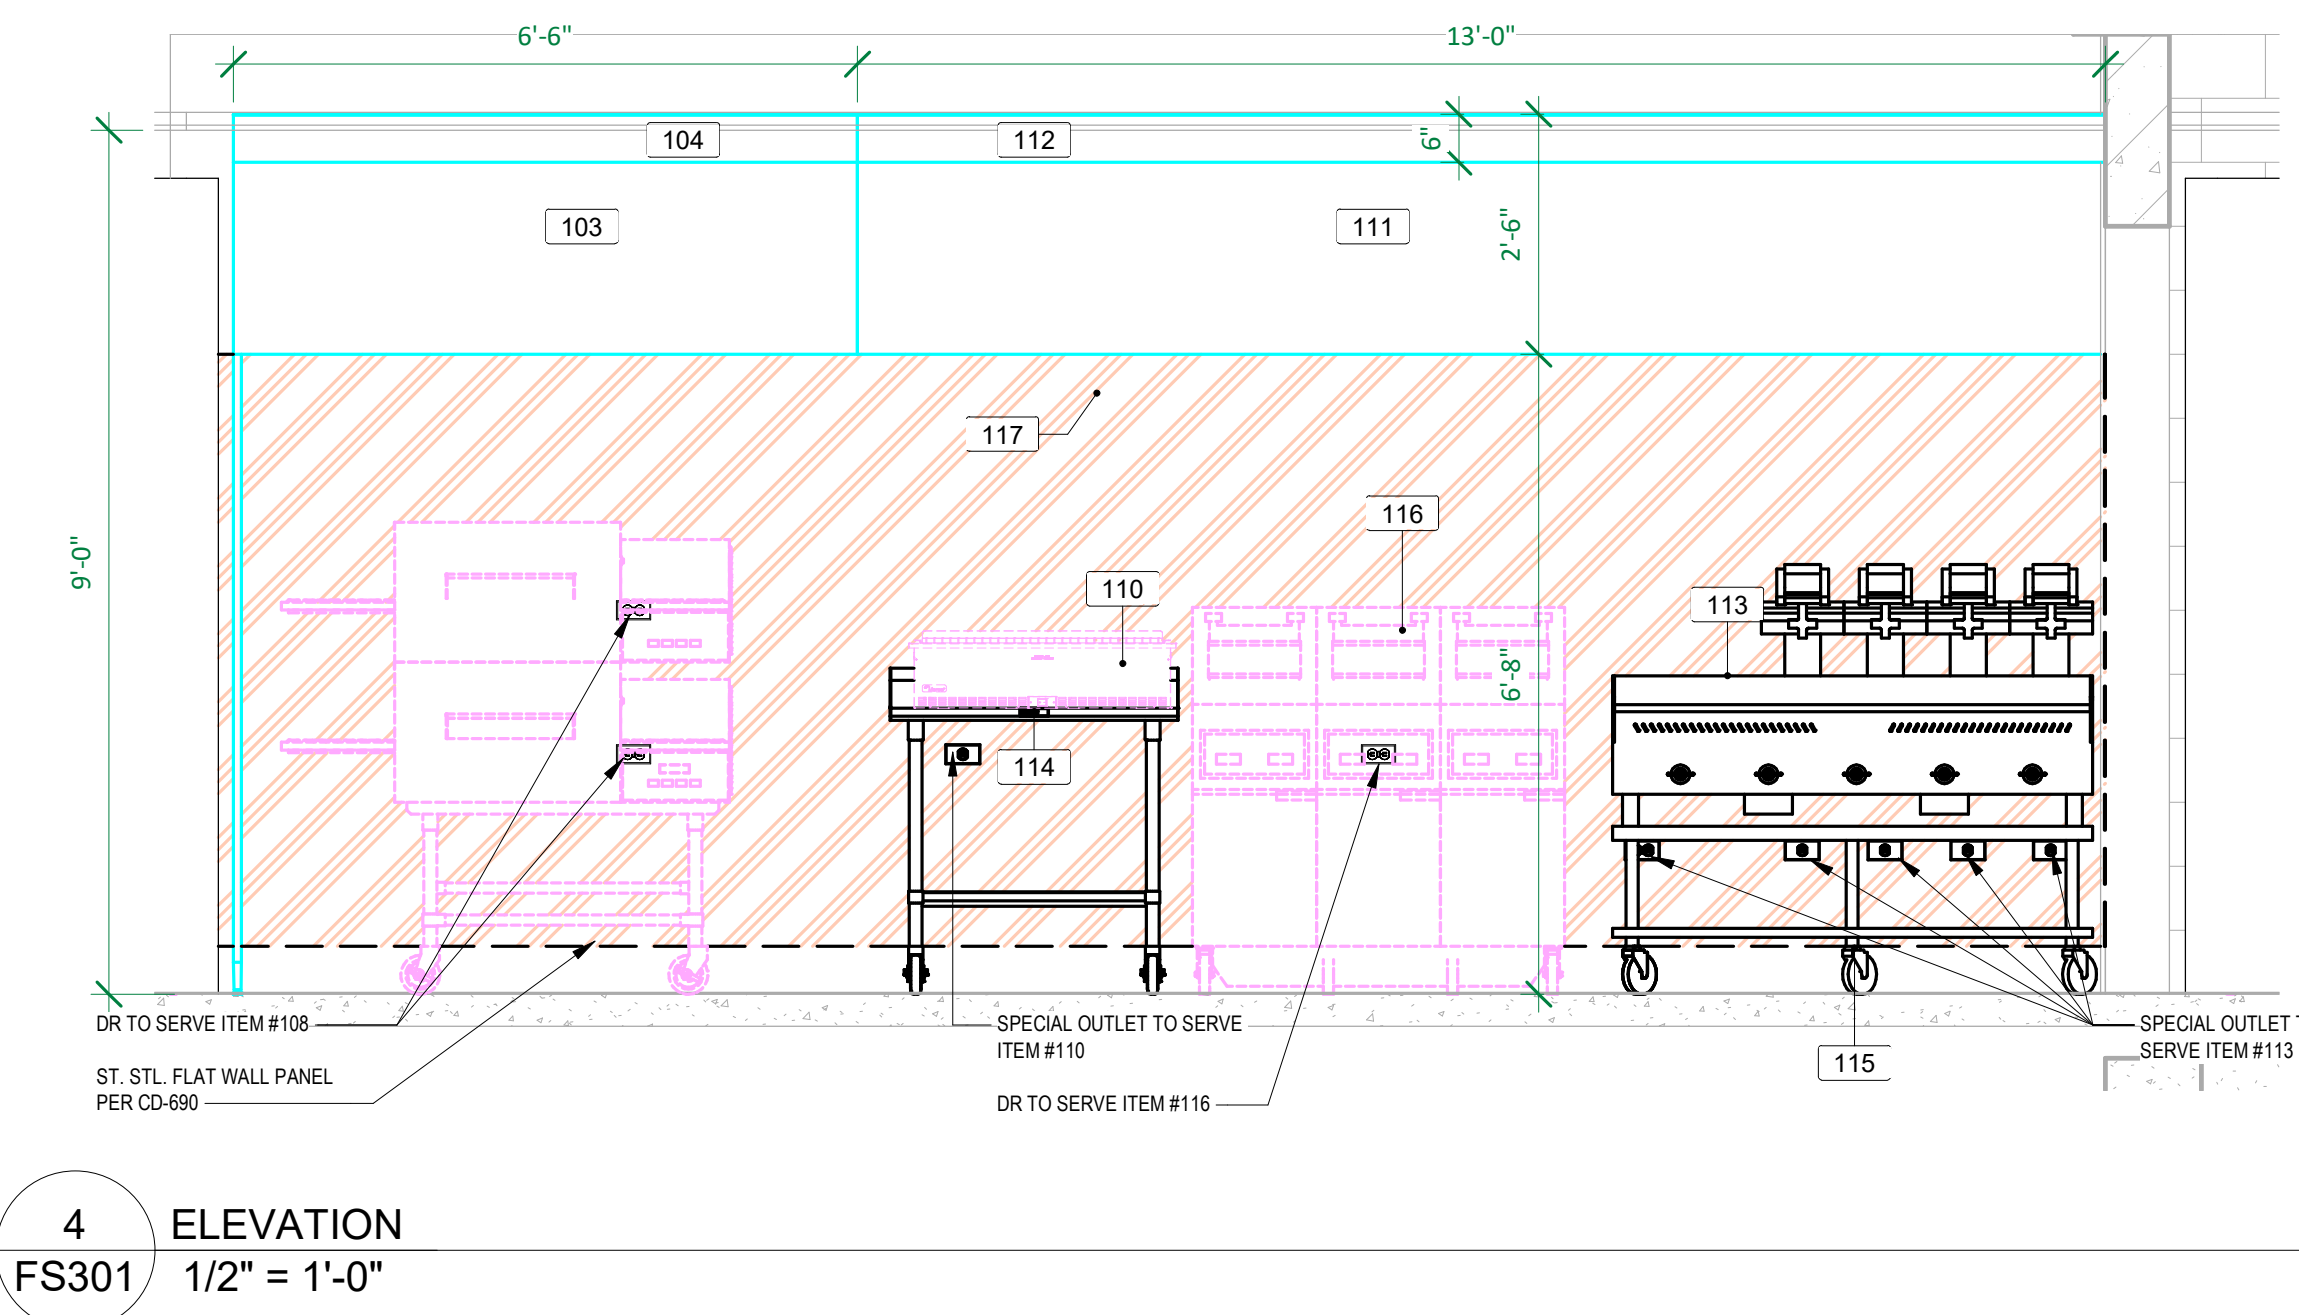 6'-6"
13'-0"
104
112
6"
103
111
2'-6"
117
9'-0"
116
110
113
6'-8"
114
DR TO SERVE ITEM #108
SPECIAL OUTLET TO SERVE
ITEM #110
SPECIAL OUTLET T
SERVE ITEM #113
115
ST. STL. FLAT WALL PANEL
PER CD-690
DR TO SERVE ITEM #116
4
ELEVATION
FS301
1/2" = 1'-0"